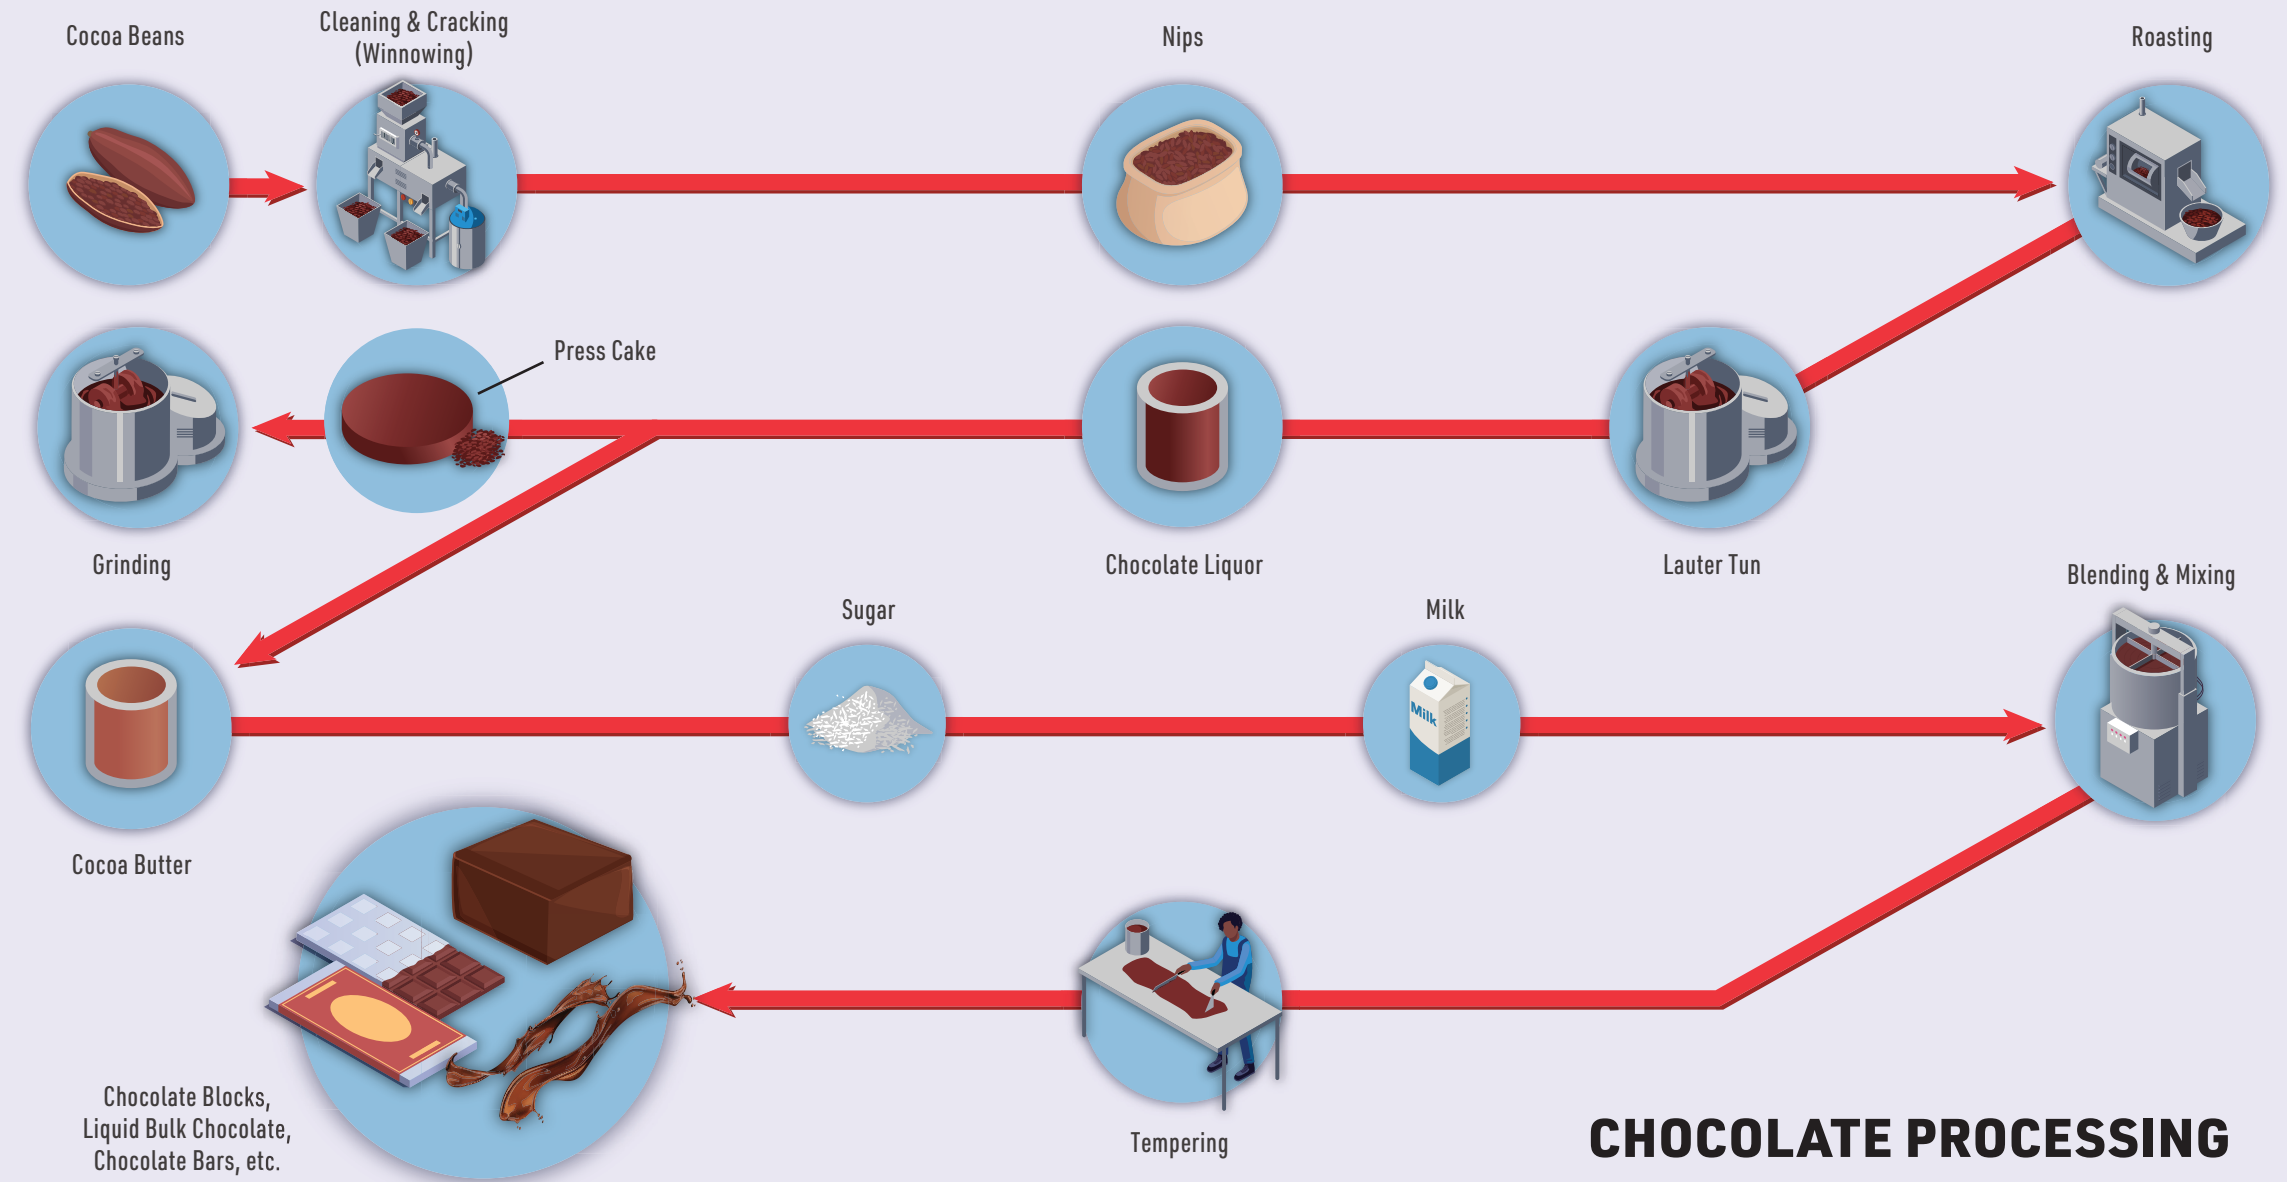 Cocoa Beans
Cleaning & Cracking
(Winnowing)
Nips
Roasting
Press Cake
Grinding
Chocolate Liquor
Lauter Tun
Blending & Mixing
Sugar
Milk
Milk
Cocoa Butter
Chocolate Blocks,
Liquid Bulk Chocolate,
Chocolate Bars, etc.
Tempering
CHOCOLATE PROCESSING